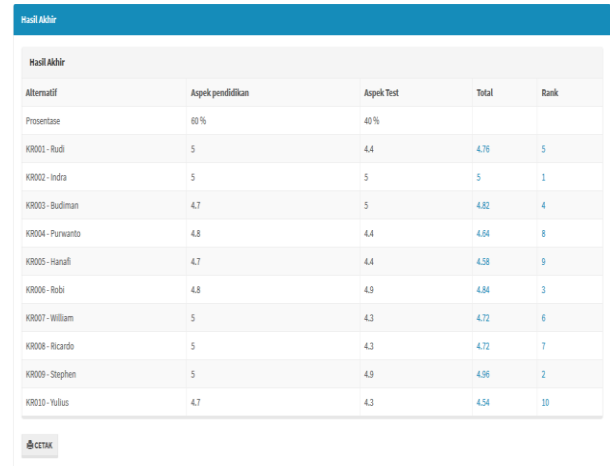 Hasil Akhir
Hasil Akhir
Alternatif Aspek pendidikan Aspek Test Total Rank
Prosentase 60 % 40 %
KR001 - Rudi 5 4.4 4.76 5
KR002 - Indra 5 5 5 1
KR003 - Budiman 4.7 5 4.82 4
KR004 - Purwanto 4.8 4.4 4.64 8
KR005 - Hanafi 4.7 4.4 4.58 9
KR006 - Robi 4.8 4.9 4.84 3
KR007 - William 5 4.3 4.72 6
KR008 - Ricardo 5 4.3 4.72 7
KR009 - Stephen 5 4.9 4.96 2
KR010 - Yulius 4.7 4.3 4.54 10
CETAK